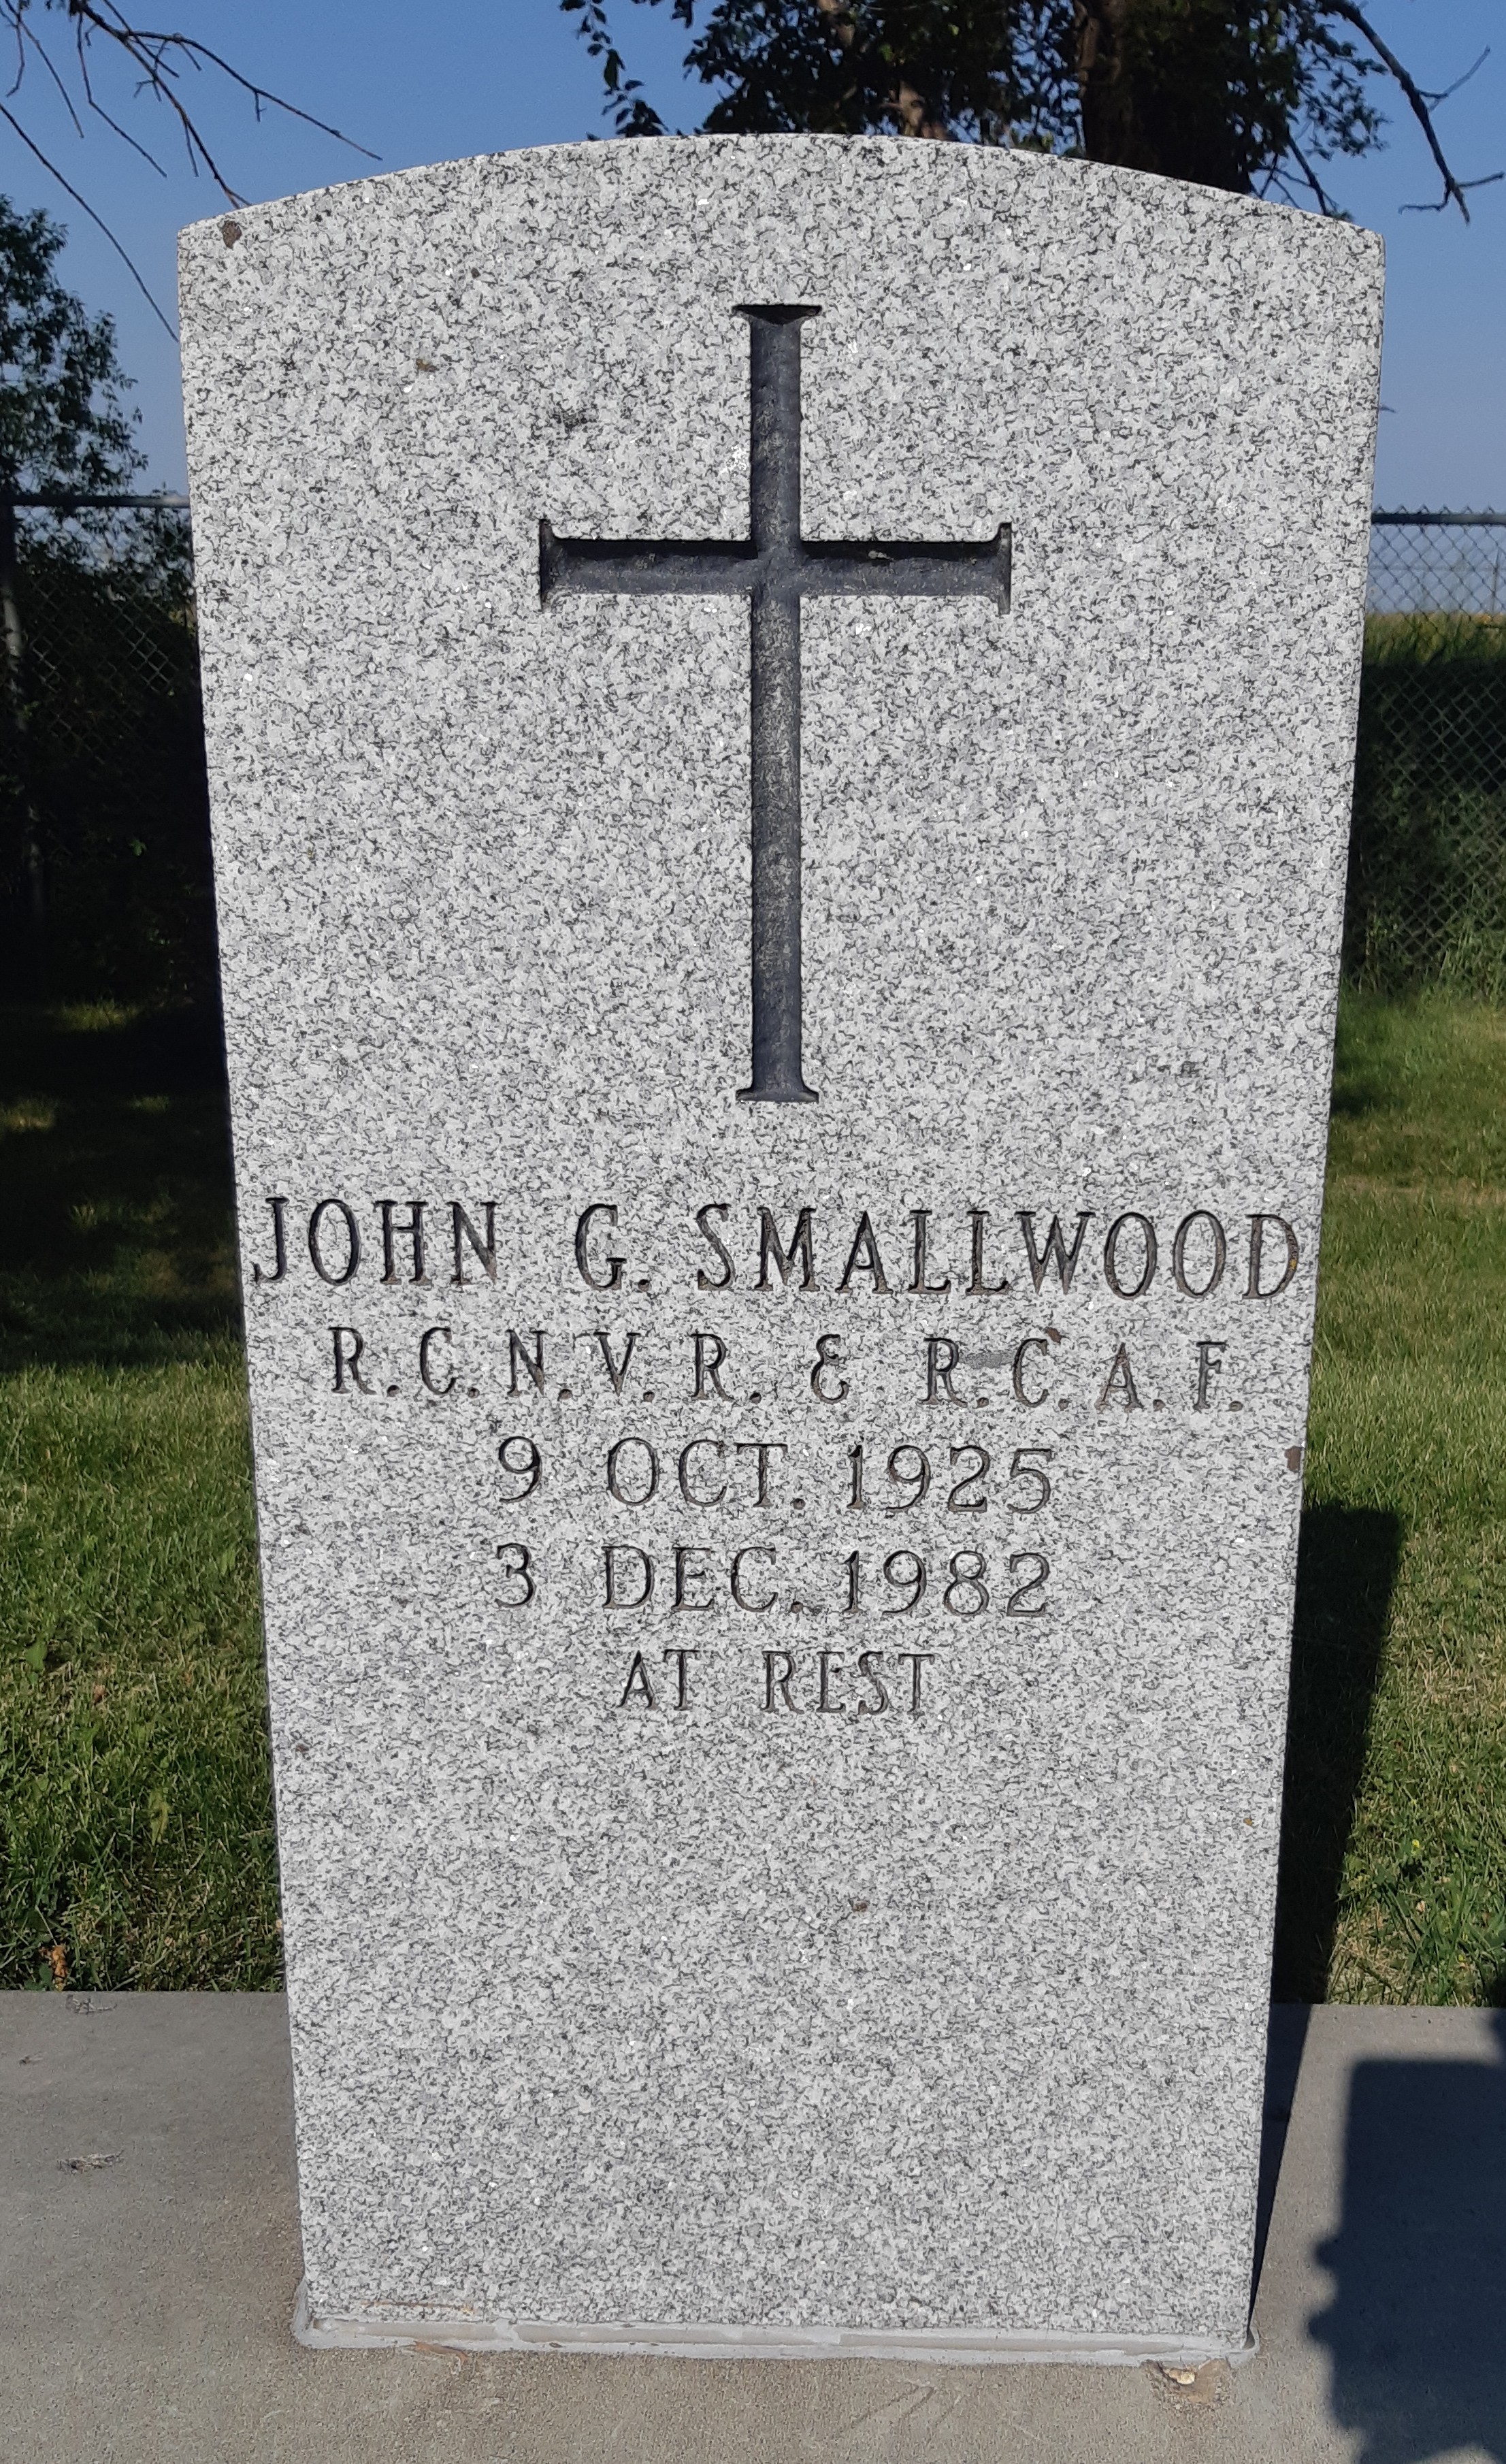 JOHN G. SMALLWOOD
R.C.N.V.R. & R.C.A.F.
9 OCT. 1925
3 DEC. 1982
AT REST